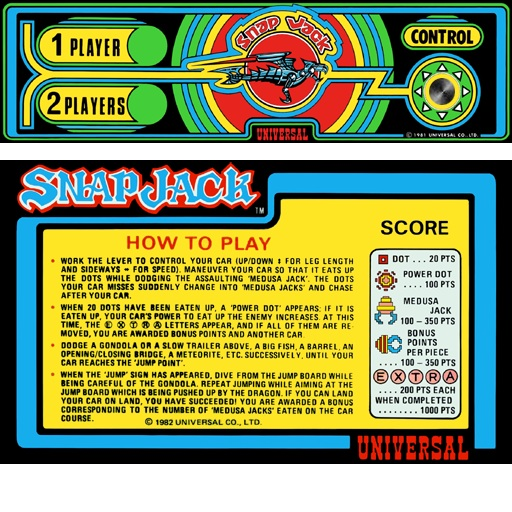 SNAP JACK
1 PLAYER
CONTROL
2 PLAYERS
UNIVERSAL
© 1981 UNIVERSAL CO., LTD.
SNAP JACK
TM
HOW TO PLAY
• WORK THE LEVER TO CONTROL YOUR CAR (UP/DOWN ↕ FOR LEG LENGTH
AND SIDEWAYS ↔ FOR SPEED). MANEUVER YOUR CAR SO THAT IT EATS UP
THE DOTS WHILE DODGING THE ASSAULTING 'MEDUSA JACK'. THE DOTS
YOUR CAR MISSES SUDDENLY CHANGE INTO 'MEDUSA JACKS' AND CHASE
AFTER YOUR CAR.
• WHEN 20 DOTS HAVE BEEN EATEN UP, A 'POWER DOT' APPEARS; IF IT IS
EATEN UP, YOUR CAR'S POWER TO EAT UP THE ENEMY INCREASES. AT THIS
TIME, THE Ⓔ Ⓧ Ⓣ Ⓡ Ⓐ LETTERS APPEAR, AND IF ALL OF THEM ARE RE-
MOVED, YOU ARE AWARDED BONUS POINTS AND ANOTHER CAR.
• DODGE A GONDOLA OR A SLOW TRAILER ABOVE, A BIG FISH, A BARREL, AN
OPENING/CLOSING BRIDGE, A METEORITE, ETC. SUCCESSIVELY, UNTIL YOUR
CAR REACHES THE 'JUMP POINT'.
• WHEN THE 'JUMP' SIGN HAS APPEARED, DIVE FROM THE JUMP BOARD WHILE
BEING CAREFUL OF THE GONDOLA. REPEAT JUMPING WHILE AIMING AT THE
JUMP BOARD WHICH IS BEING PUSHED UP BY THE DRAGON. IF YOU CAN LAND
YOUR CAR ON LAND, YOU HAVE SUCCEEDED! YOU ARE AWARDED A BONUS
CORRESPONDING TO THE NUMBER OF 'MEDUSA JACKS' EATEN ON THE CAR
COURSE.
© 1982 UNIVERSAL CO., LTD.
SCORE
DOT . . . 20 PTS
POWER DOT
. . . . . 100 PTS
MEDUSA
JACK
100 – 350 PTS
BONUS
POINTS
PER PIECE
. . . . 100 – 350 PTS
EXTRA
. . . . . 200 PTS EACH
WHEN COMPLETED
. . . . . . . . 1000 PTS
UNIVERSAL